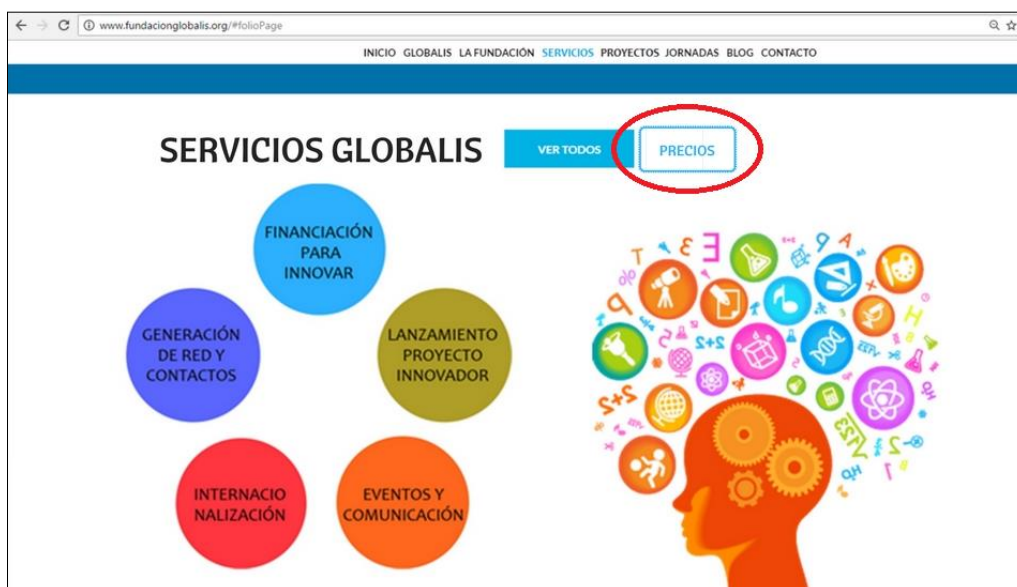 www.fundacionglobalis.org/#folioPage
INICIO GLOBALIS LA FUNDACIÓN SERVICIOS PROYECTOS JORNADAS BLOG CONTACTO
SERVICIOS GLOBALIS
VER TODOS
PRECIOS
FINANCIACIÓN
PARA
INNOVAR
GENERACIÓN
DE RED Y
CONTACTOS
LANZAMIENTO
PROYECTO
INNOVADOR
INTERNACIO
NALIZACIÓN
EVENTOS Y
COMUNICACIÓN